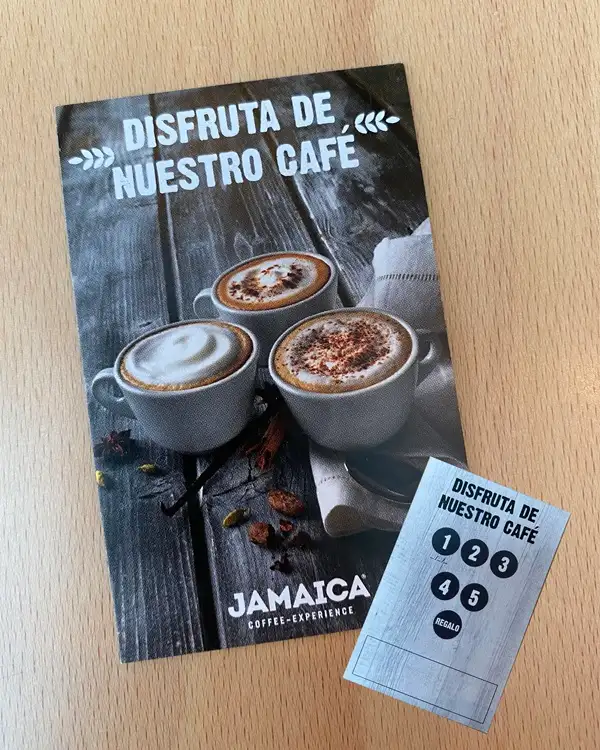 DISFRUTA DE
NUESTRO CAFÉ
JAMAICA®
COFFEE-EXPERIENCE
DISFRUTA DE
NUESTRO CAFÉ
1 2 3
4 5
REGALO